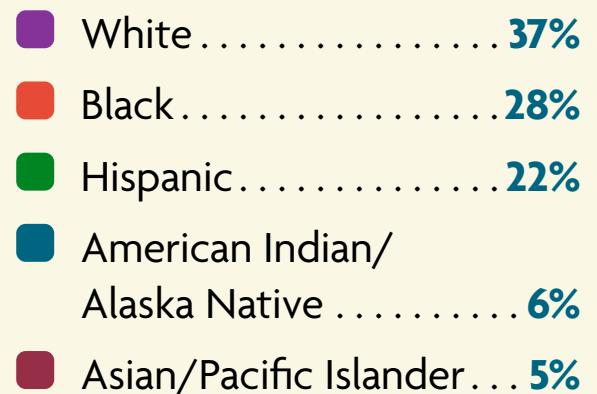 White . . . . . . . . . . . . . . . . 37%
Black . . . . . . . . . . . . . . . . . 28%
Hispanic . . . . . . . . . . . . . . 22%
American Indian/
Alaska Native . . . . . . . . . . 6%
Asian/Pacific Islander . . . 5%